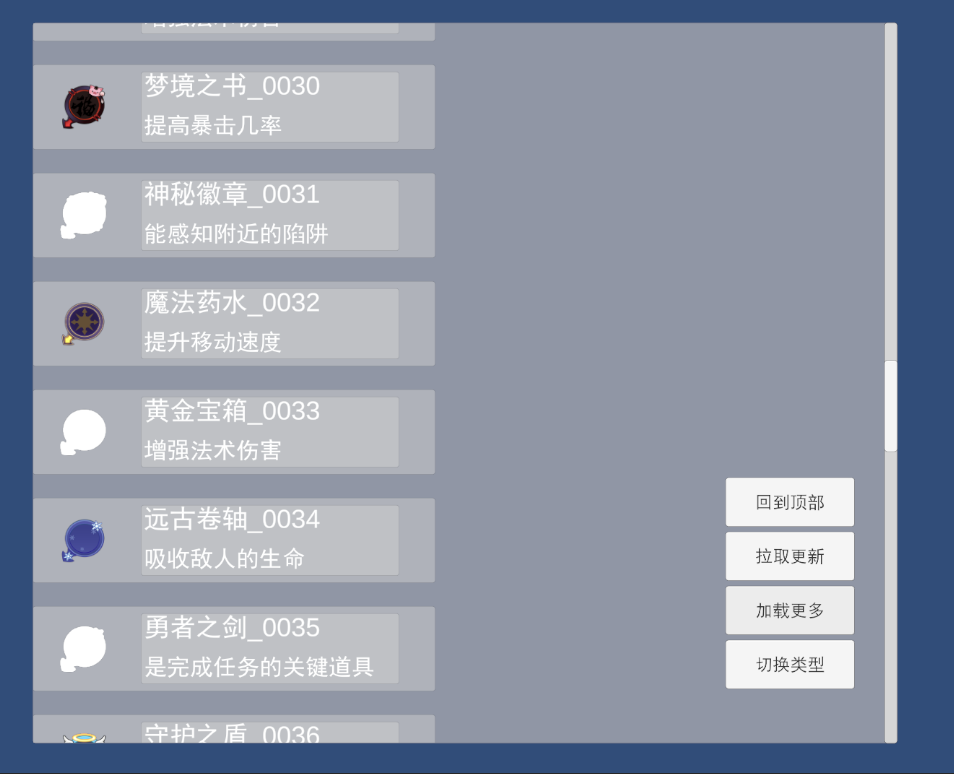 梦境之书_0030
提高暴击几率
神秘徽章_0031
能感知附近的陷阱
魔法药水_0032
提升移动速度
黄金宝箱_0033
增强法术伤害
远古卷轴_0034
吸收敌人的生命
勇者之剑_0035
是完成任务的关键道具
守护之盾_0036
回到顶部
拉取更新
加载更多
切换类型